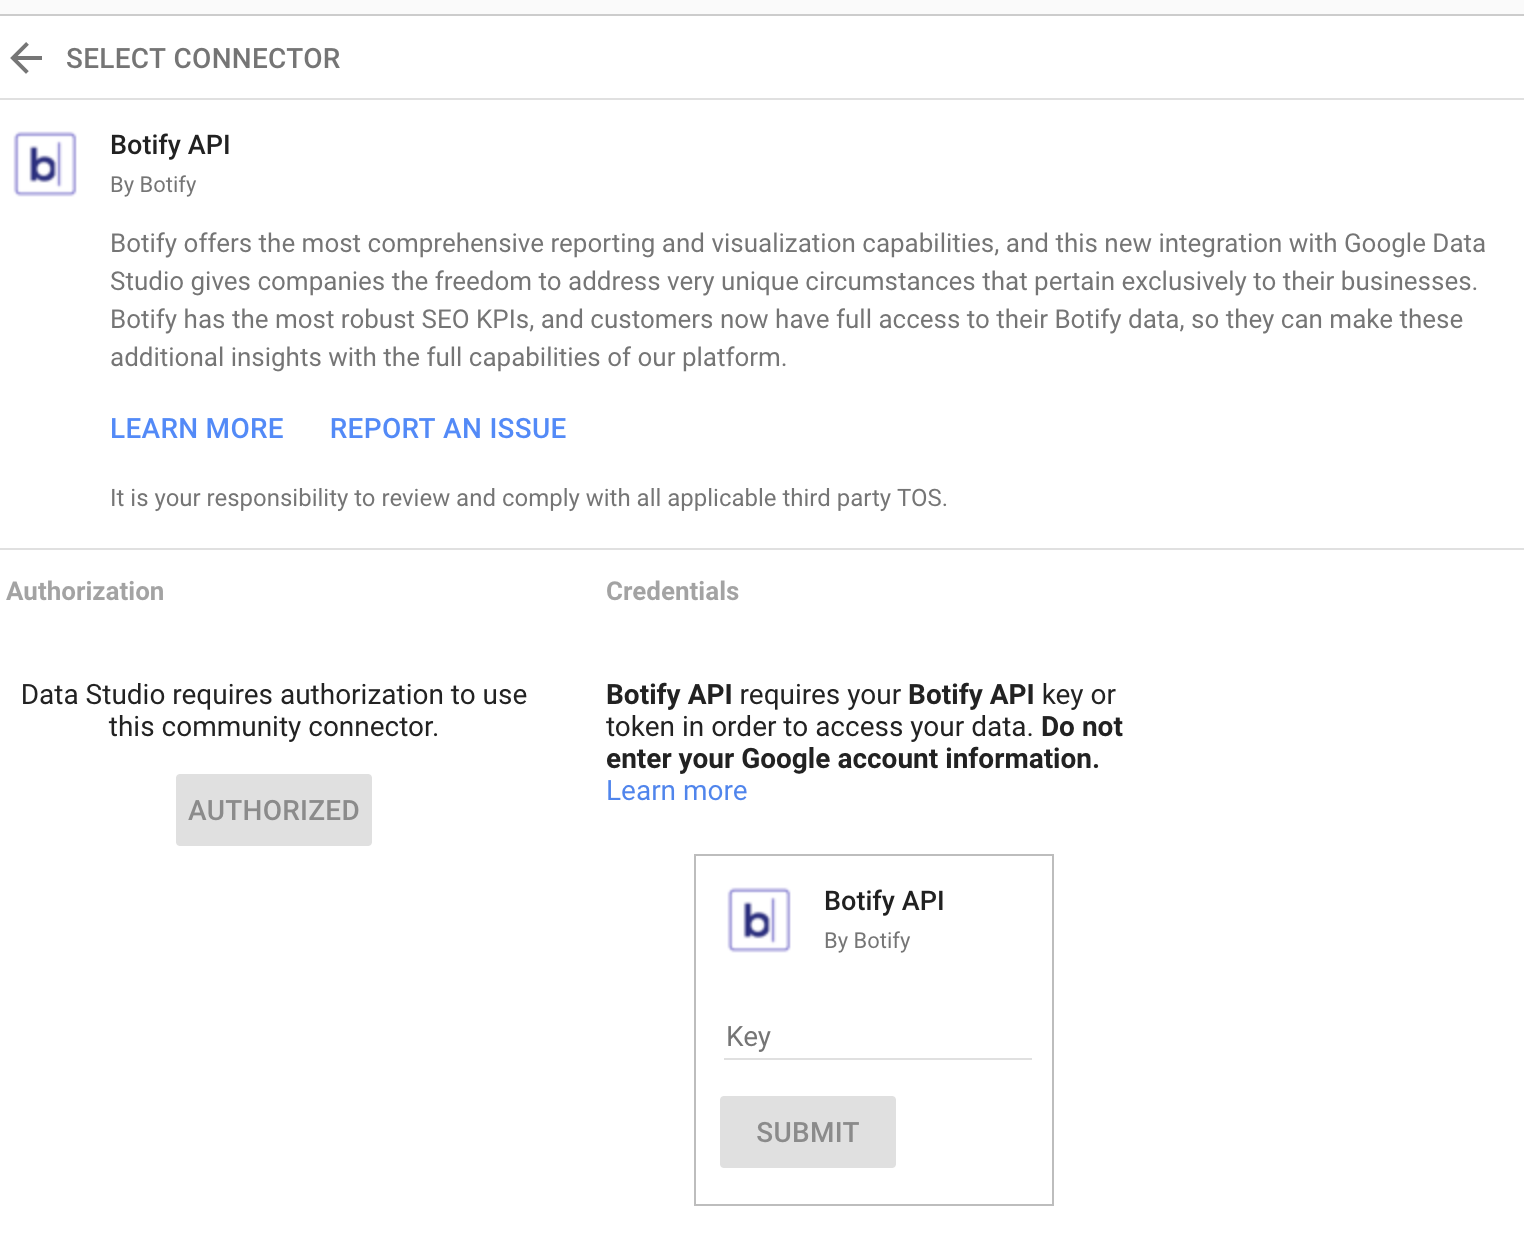 SELECT CONNECTOR
b
Botify API
By Botify
Botify offers the most comprehensive reporting and visualization capabilities, and this new integration with Google Data
Studio gives companies the freedom to address very unique circumstances that pertain exclusively to their businesses.
Botify has the most robust SEO KPIs, and customers now have full access to their Botify data, so they can make these
additional insights with the full capabilities of our platform.
LEARN MORE REPORT AN ISSUE
It is your responsibility to review and comply with all applicable third party TOS.
Authorization
Data Studio requires authorization to use
this community connector.
AUTHORIZED
Credentials
Botify API requires your Botify API key or
token in order to access your data. Do not
enter your Google account information.
Learn more
b
Botify API
By Botify
Key
SUBMIT